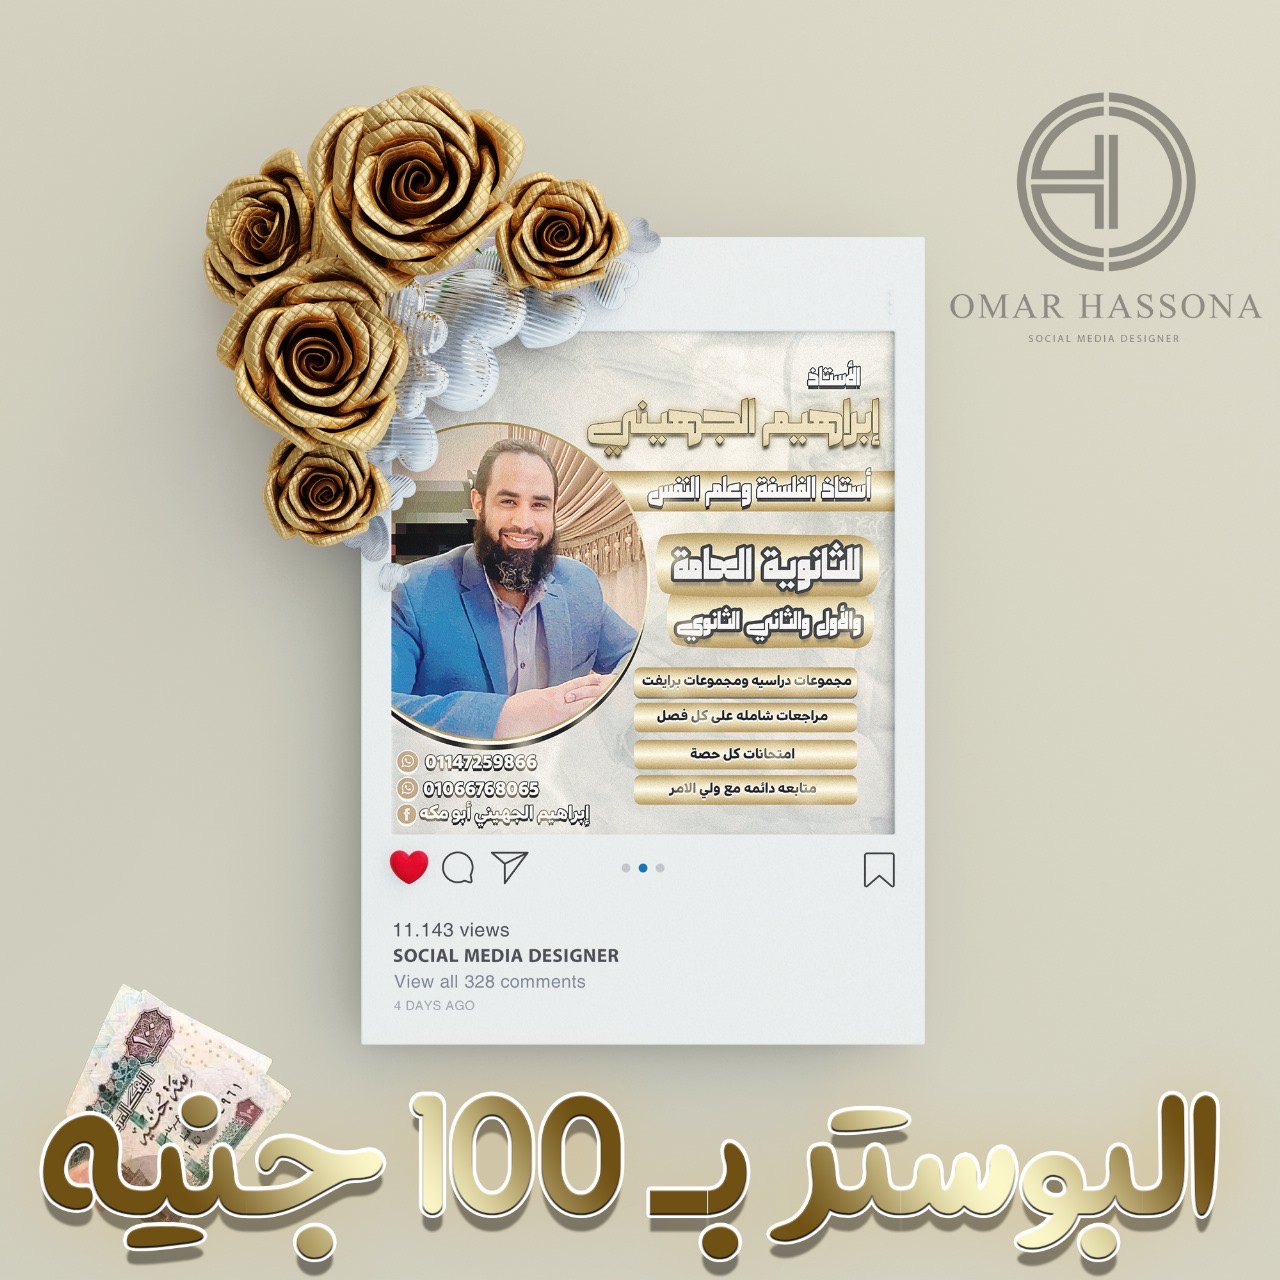 OMAR HASSONA
SOCIAL MEDIA DESIGNER
الأستاذ
إبراهيم الجهيني
أستاذ الفلسفة وعلم النفس
للثانوية العامة
والأول والثاني الثانوي
مجموعات دراسيه ومجموعات برايفت
مراجعات شامله على كل فصل
امتحانات كل حصة
متابعه دائمه مع ولي الامر
01147259866
01066768065
إبراهيم الجهيني أبو مكه
11.143 views
SOCIAL MEDIA DESIGNER
View all 328 comments
4 DAYS AGO
البوستر بـ 100 جنيه